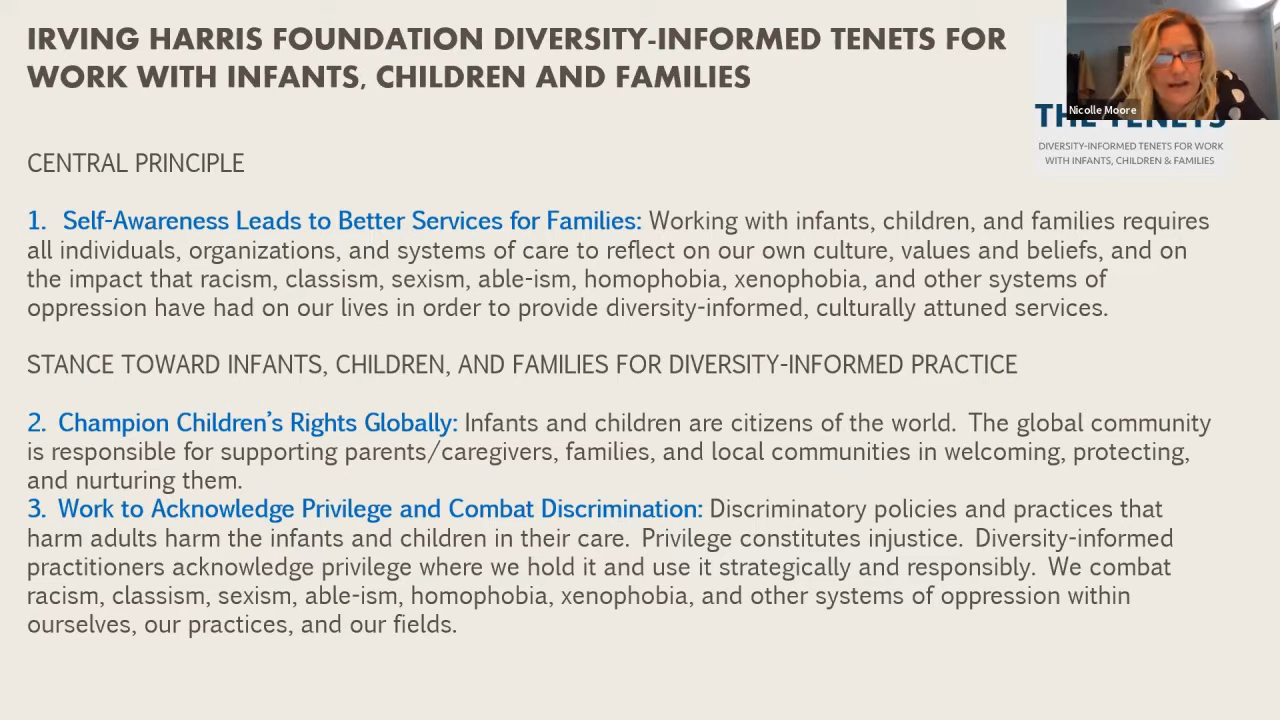 IRVING HARRIS FOUNDATION DIVERSITY-INFORMED TENETS FOR
WORK WITH INFANTS, CHILDREN AND FAMILIES
Nicolle Moore
THE TENETS
DIVERSITY-INFORMED TENETS FOR WORK
WITH INFANTS, CHILDREN & FAMILIES
CENTRAL PRINCIPLE
1. Self-Awareness Leads to Better Services for Families: Working with infants, children, and families requires
all individuals, organizations, and systems of care to reflect on our own culture, values and beliefs, and on
the impact that racism, classism, sexism, able-ism, homophobia, xenophobia, and other systems of
oppression have had on our lives in order to provide diversity-informed, culturally attuned services.
STANCE TOWARD INFANTS, CHILDREN, AND FAMILIES FOR DIVERSITY-INFORMED PRACTICE
2. Champion Children's Rights Globally: Infants and children are citizens of the world. The global community
is responsible for supporting parents/caregivers, families, and local communities in welcoming, protecting,
and nurturing them.
3. Work to Acknowledge Privilege and Combat Discrimination: Discriminatory policies and practices that
harm adults harm the infants and children in their care. Privilege constitutes injustice. Diversity-informed
practitioners acknowledge privilege where we hold it and use it strategically and responsibly. We combat
racism, classism, sexism, able-ism, homophobia, xenophobia, and other systems of oppression within
ourselves, our practices, and our fields.